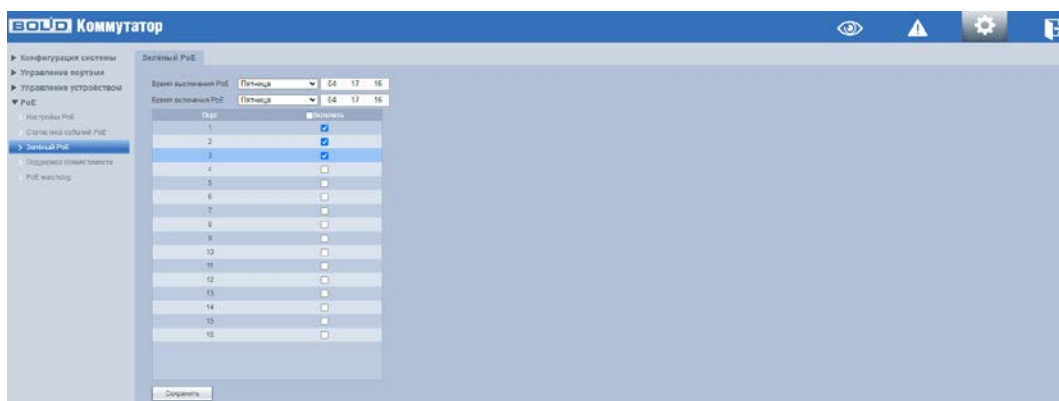 BOLID Коммутатор
Конфигурация системы
Управление портами
Управление устройством
PoE
Настройки PoE
Статистика событий PoE
Зелёный PoE
Поддержка совместимости
PoE watchdog
Зелёный PoE
Время выключения PoE Пятница 04 : 17 : 16
Время включения PoE Пятница 04 : 17 : 16
Порт Включить
1
2
3
4
5
6
7
8
9
10
11
12
13
14
15
16
Сохранить